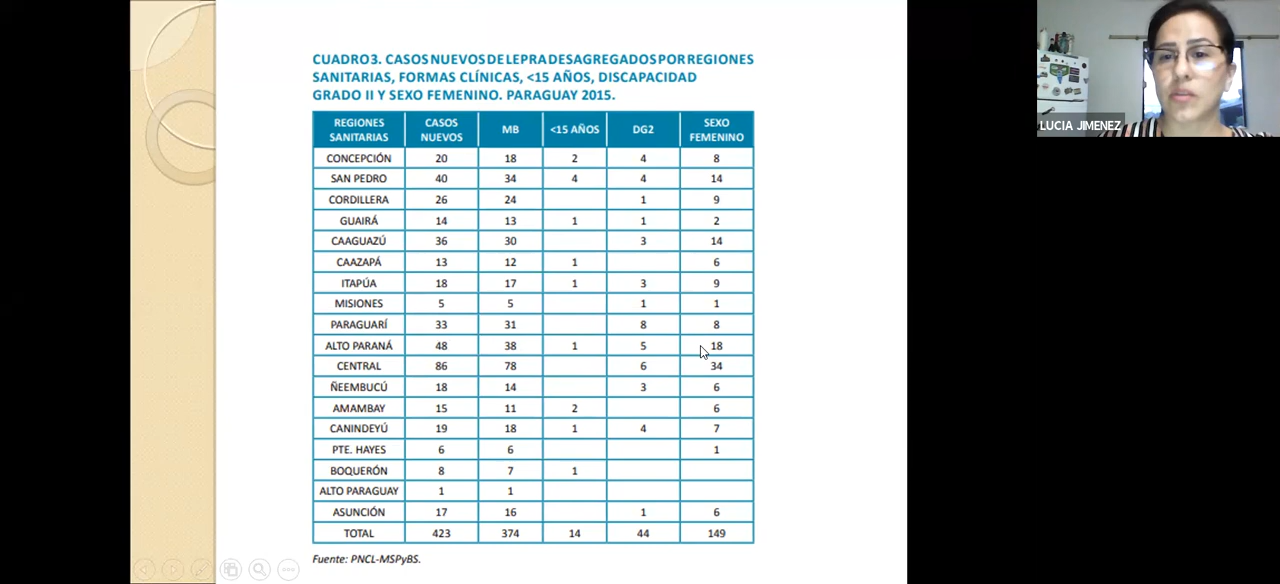 CUADRO 3. CASOS NUEVOS DE LEPRA DESAGREGADOS POR REGIONES
SANITARIAS, FORMAS CLÍNICAS, <15 AÑOS, DISCAPACIDAD
GRADO II Y SEXO FEMENINO. PARAGUAY 2015.
REGIONES SANITARIAS CASOS NUEVOS MB <15 AÑOS DG2 SEXO FEMENINO
CONCEPCIÓN 20 18 2 4 8
SAN PEDRO 40 34 4 4 14
CORDILLERA 26 24 1 9
GUAIRÁ 14 13 1 1 2
CAAGUAZÚ 36 30 3 14
CAAZAPÁ 13 12 1 6
ITAPÚA 18 17 1 3 9
MISIONES 5 5 1 1
PARAGUARÍ 33 31 8 8
ALTO PARANÁ 48 38 1 5 18
CENTRAL 86 78 6 34
ÑEEMBUCÚ 18 14 3 6
AMAMBAY 15 11 2 6
CANINDEYÚ 19 18 1 4 7
PTE. HAYES 6 6 1
BOQUERÓN 8 7 1
ALTO PARAGUAY 1 1
ASUNCIÓN 17 16 1 6
TOTAL 423 374 14 44 149
Fuente: PNCL-MSPyBS.
LUCIA JIMENEZ